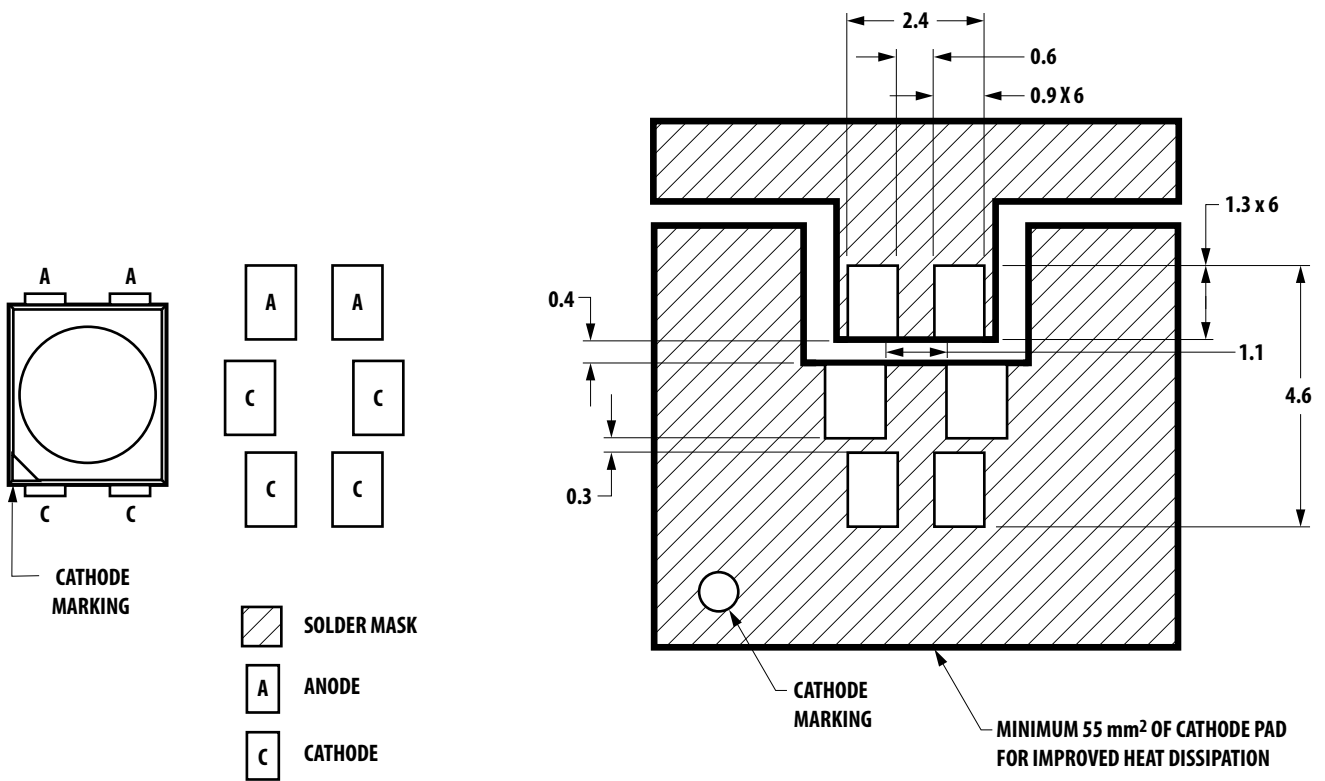 2.4
0.6
0.9 X 6
1.3 x 6
A
A
A
A
0.4
1.1
C
C
4.6
C
C
0.3
C
C
CATHODE
MARKING
SOLDER MASK
A
ANODE
CATHODE
MARKING
C
CATHODE
MINIMUM 55 mm² OF CATHODE PAD
FOR IMPROVED HEAT DISSIPATION